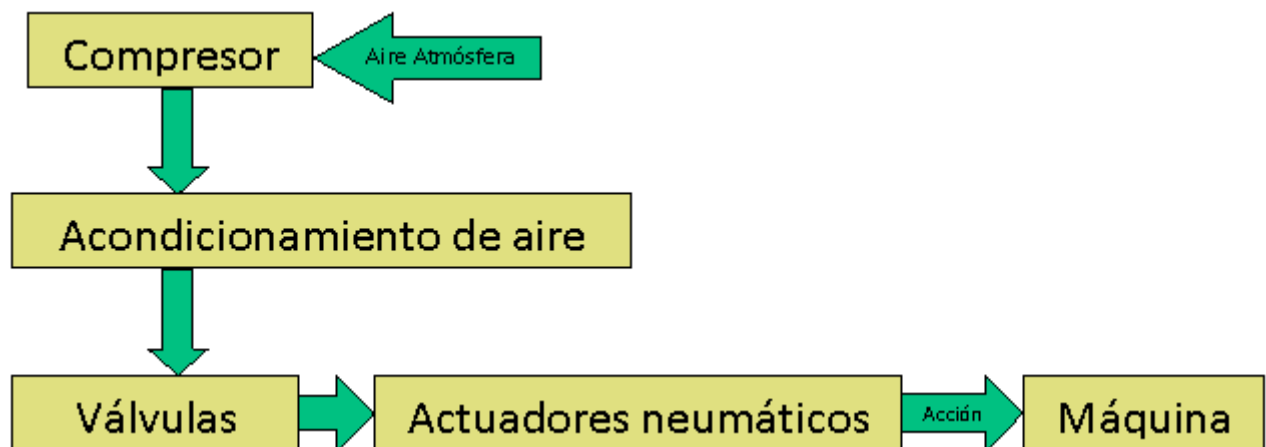 Compresor
Aire Atmósfera
Acondicionamiento de aire
Válvulas
Actuadores neumáticos
Acción
Máquina